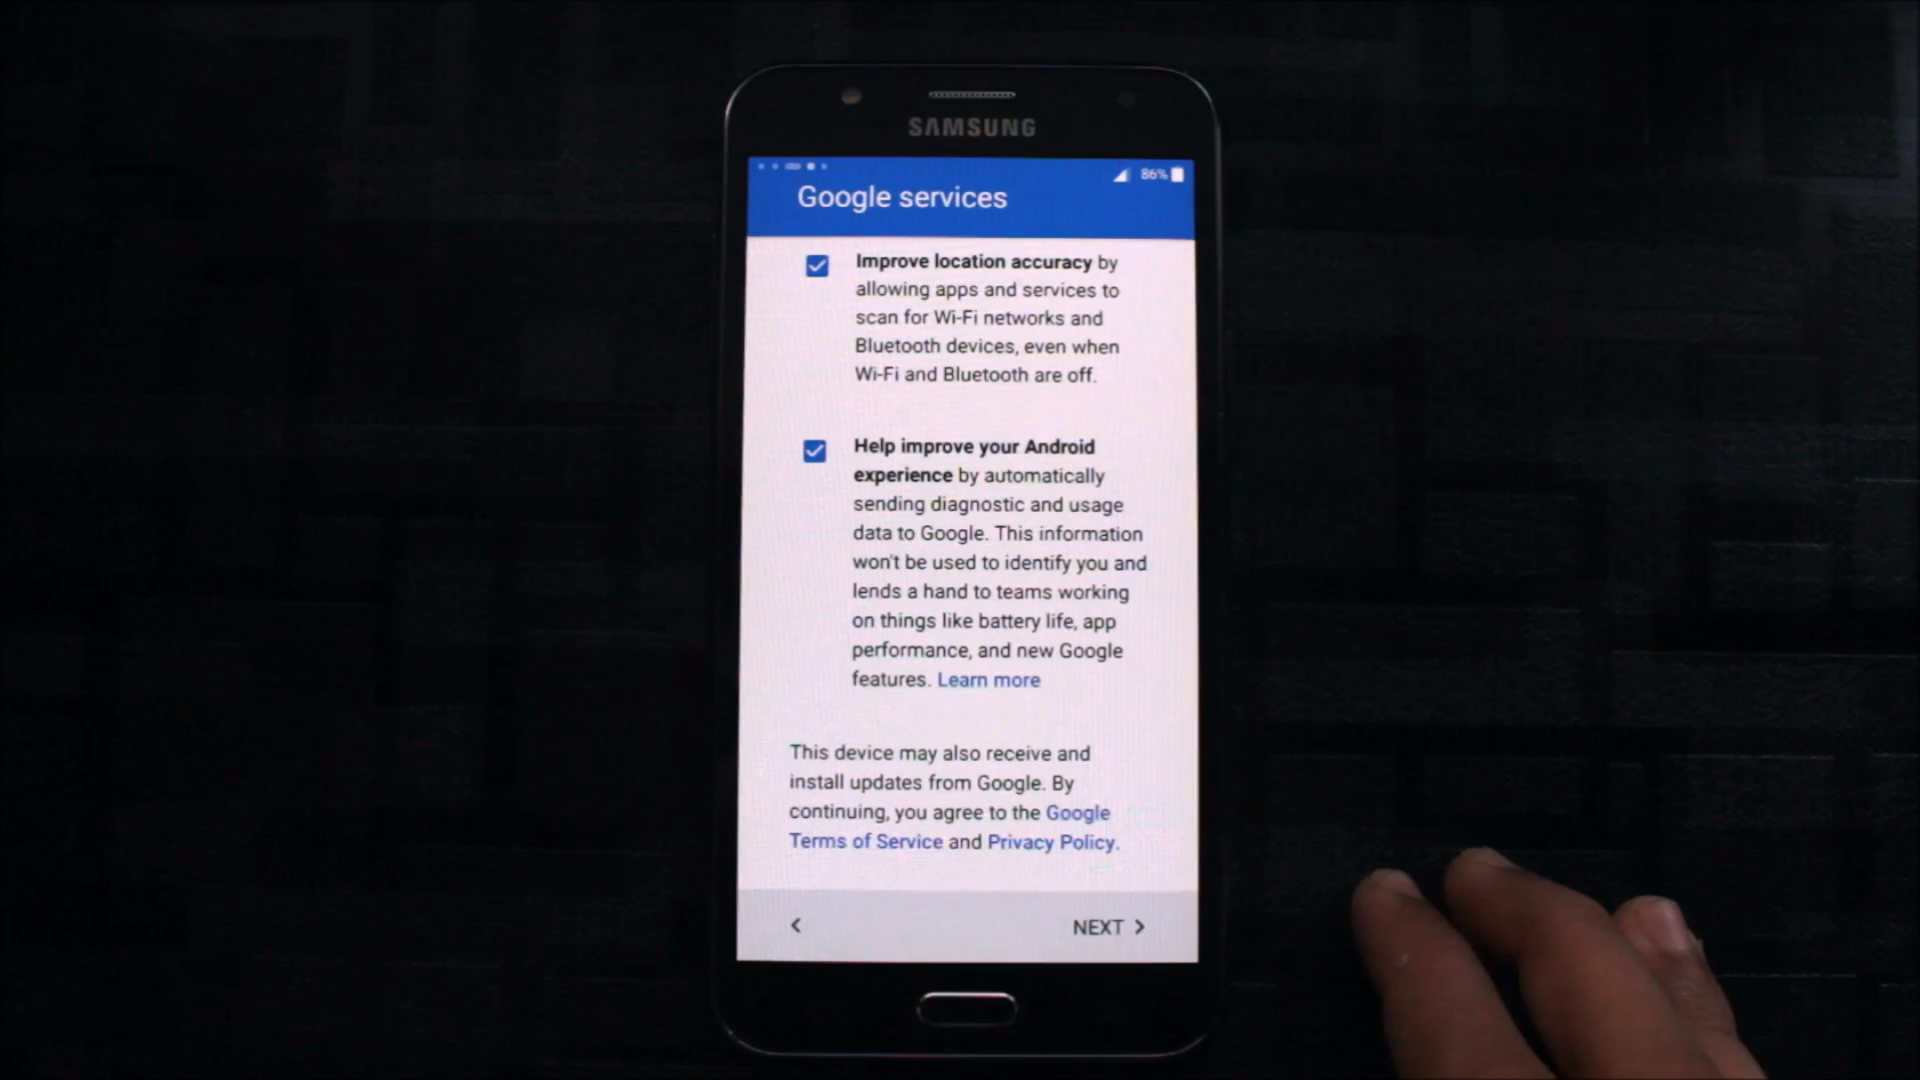 SAMSUNG
86%
Google services
Improve location accuracy by
allowing apps and services to
scan for Wi-Fi networks and
Bluetooth devices, even when
Wi-Fi and Bluetooth are off.
Help improve your Android
experience by automatically
sending diagnostic and usage
data to Google. This information
won't be used to identify you and
lends a hand to teams working
on things like battery life, app
performance, and new Google
features. Learn more
This device may also receive and
install updates from Google. By
continuing, you agree to the Google
Terms of Service and Privacy Policy.
NEXT